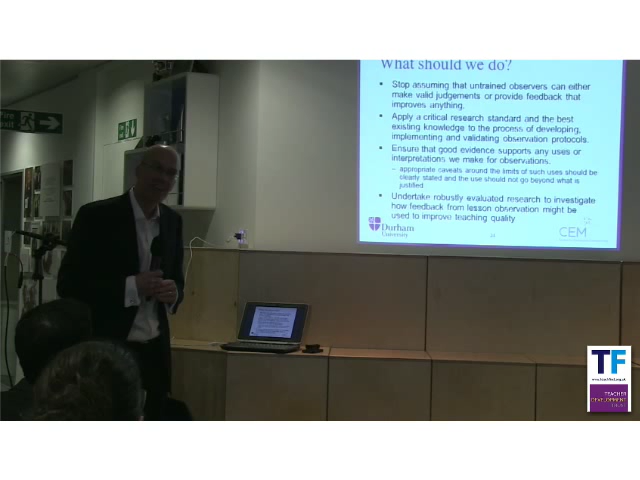 What should we do?
• Stop assuming that untrained observers can either
make valid judgements or provide feedback that
improves anything.
• Apply a critical research standard and the best
existing knowledge to the process of developing,
implementing and validating observation protocols.
• Ensure that good evidence supports any uses or
interpretations we make for observations.
– appropriate caveats around the limits of such uses should be
clearly stated and the use should not go beyond what is
justified
• Undertake robustly evaluated research to investigate
how feedback from lesson observation might be
used to improve teaching quality
Durham
University
CEM
Fire
exit
TF
TEACHER
DEVELOPMENT